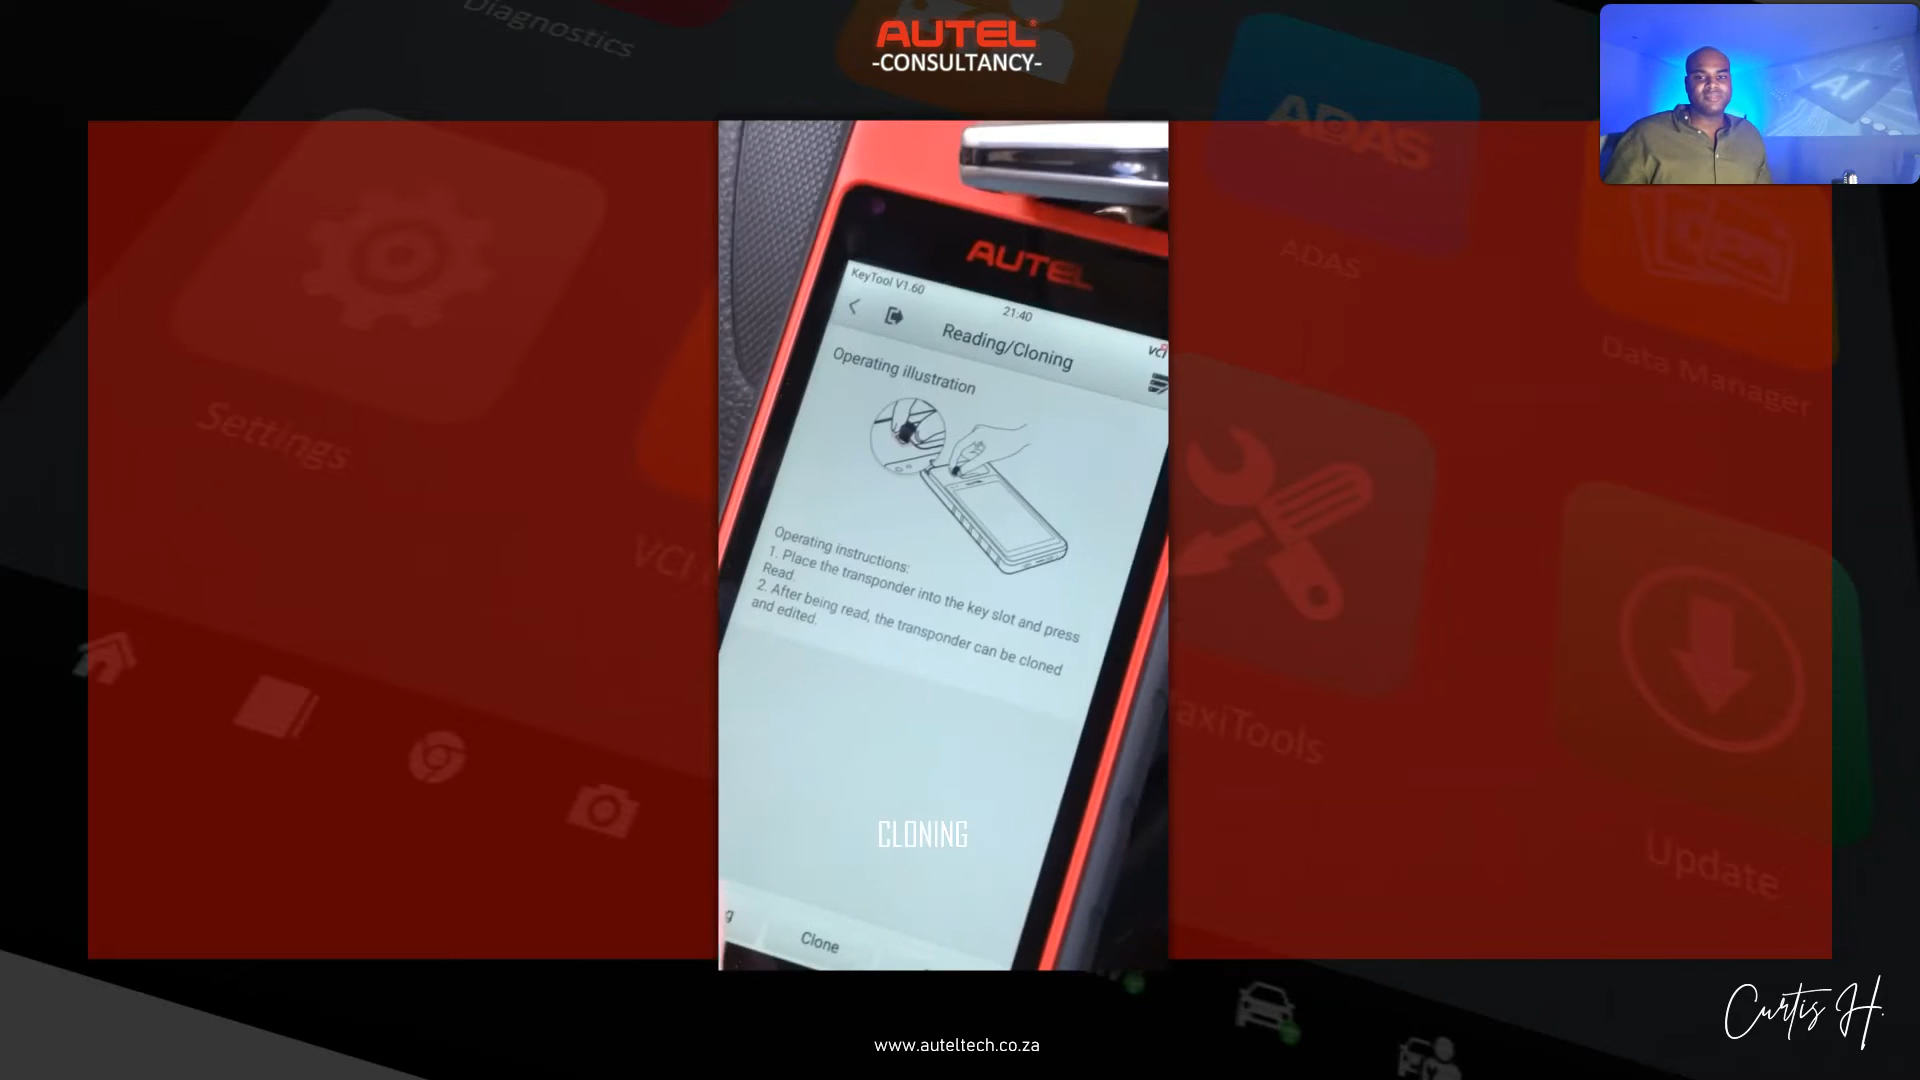 Diagnostics
AUTEL®
-CONSULTANCY-
AI
ADAS
ADAS
Data Manager
Settings
VCI
axiTools
Update
AUTEL
KeyTool V1.60
21:40
VCI
Reading/Cloning
Operating illustration
Operating instructions:
1. Place the transponder into the key slot and press
Read.
2. After being read, the transponder can be cloned
and edited.
CLONING
g
Clone
Curtis H.
www.auteltech.co.za